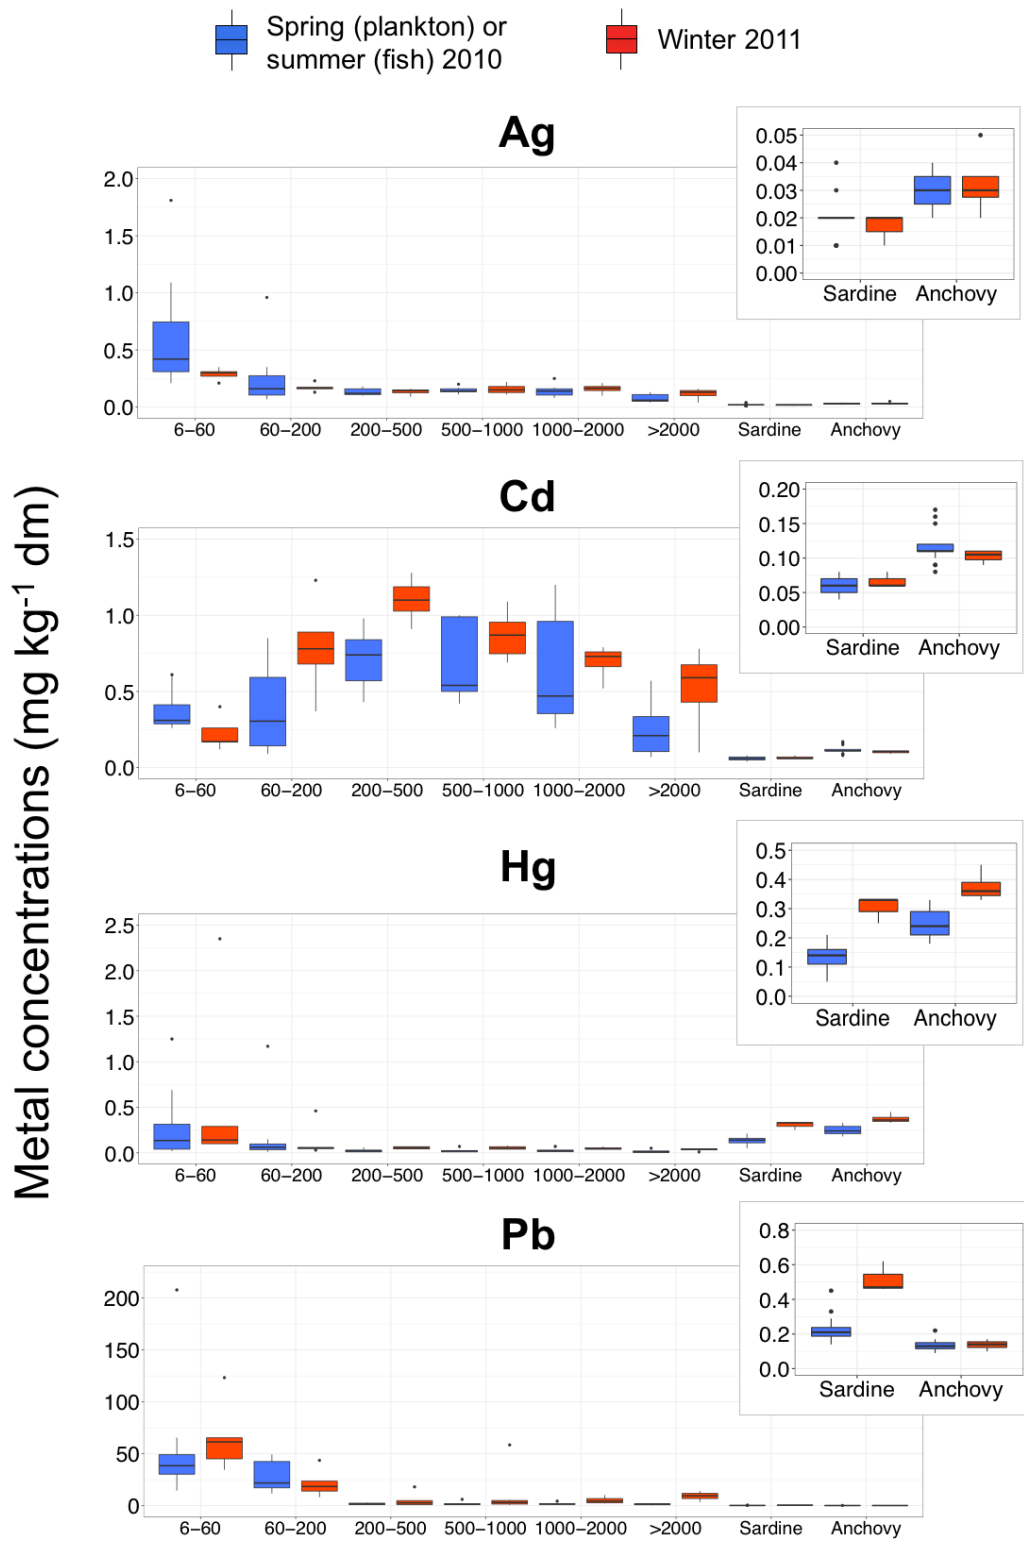 Spring (plankton) or
summer (fish) 2010
Winter 2011
Metal concentrations (mg kg-1 dm)
Ag
2.0
1.5
1.0
0.5
0.0
6–60 60–200 200–500 500–1000 1000–2000 >2000 Sardine Anchovy
0.05
0.04
0.03
0.02
0.01
0.00
Sardine Anchovy
Cd
1.5
1.0
0.5
0.0
6–60 60–200 200–500 500–1000 1000–2000 >2000 Sardine Anchovy
0.20
0.15
0.10
0.05
0.00
Sardine Anchovy
Hg
2.5
2.0
1.5
1.0
0.5
0.0
6–60 60–200 200–500 500–1000 1000–2000 >2000 Sardine Anchovy
0.5
0.4
0.3
0.2
0.1
0.0
Sardine Anchovy
Pb
200
150
100
50
0
6–60 60–200 200–500 500–1000 1000–2000 >2000 Sardine Anchovy
0.8
0.6
0.4
0.2
0.0
Sardine Anchovy